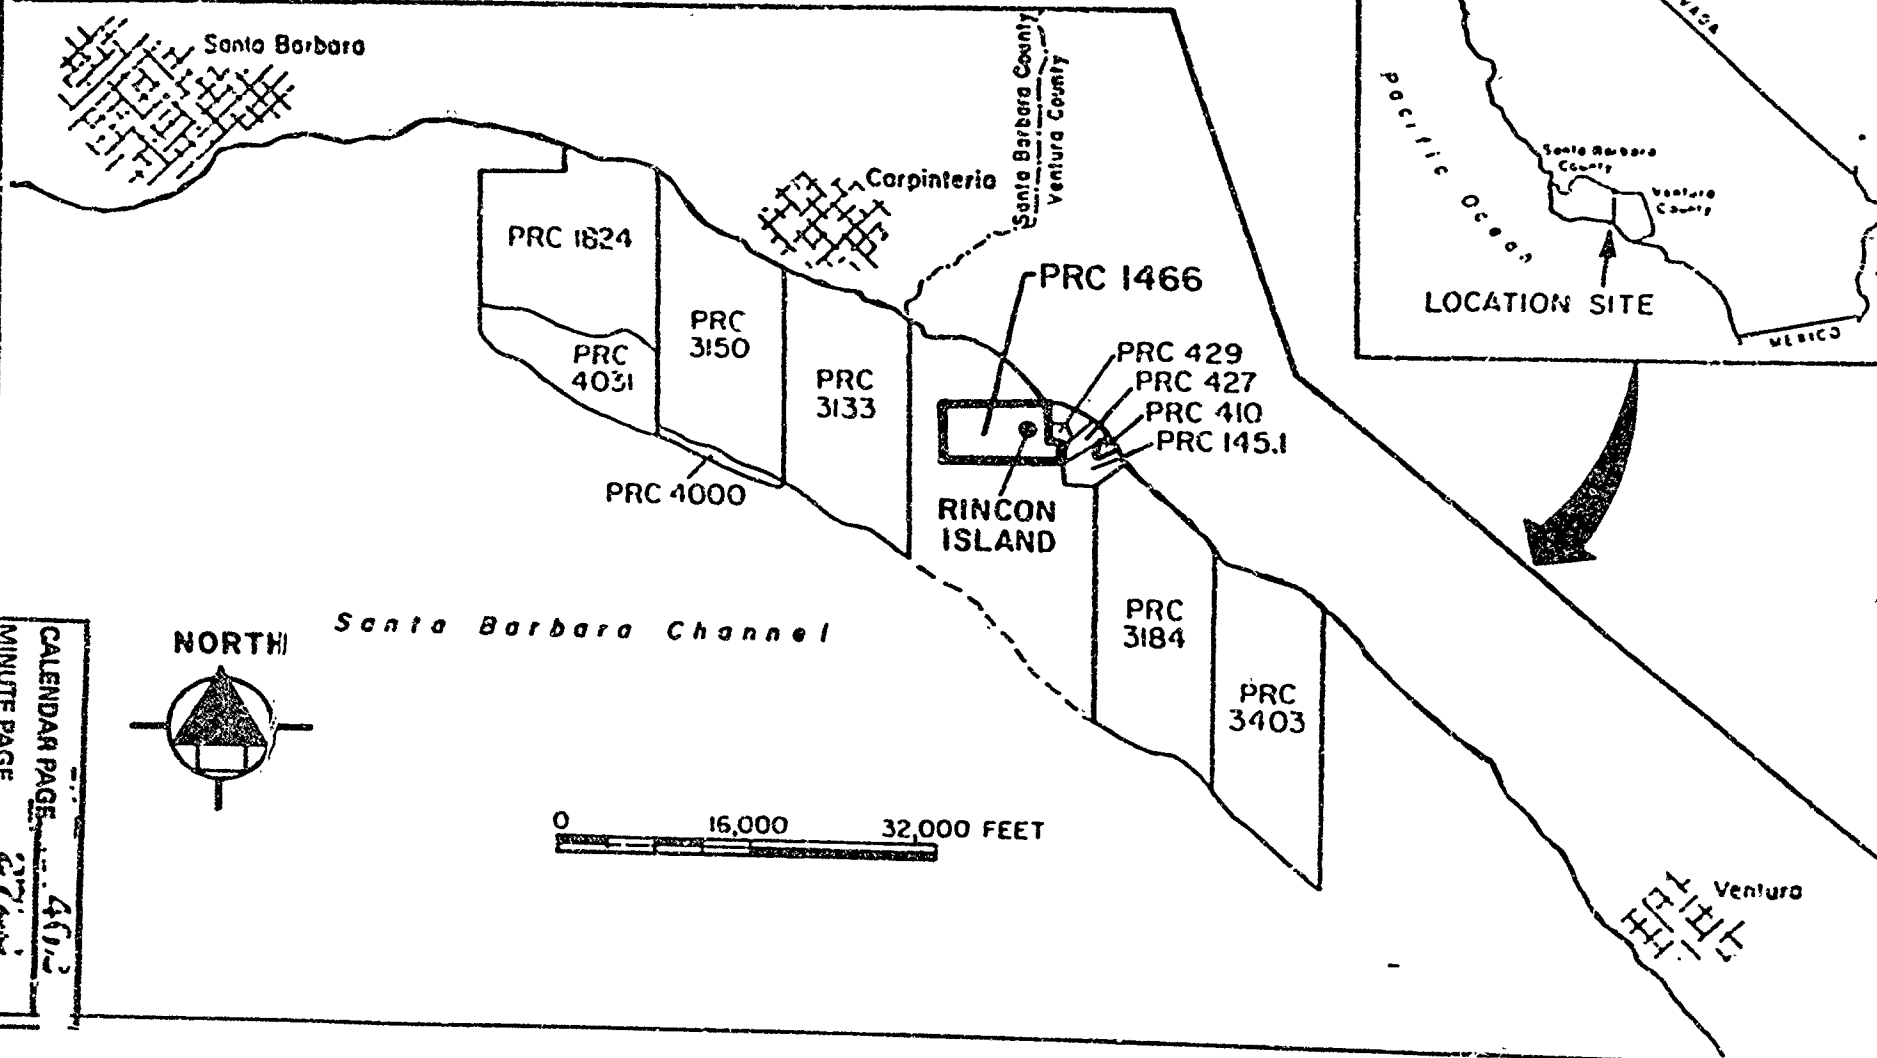 Santa Barbara
Santa Barbara County
Ventura County
Carpinteria
PRC 1824
PRC
4031
PRC
3150
PRC
3133
PRC 4000
PRC 1466
PRC 429
PRC 427
PRC 410
PRC 145.1
RINCON
ISLAND
PRC
3184
PRC
3403
Santa Barbara Channel
NORTH
0 16,000 32,000 FEET
Ventura
Pacific Ocean
Santa Barbara
County
Ventura
County
LOCATION SITE
MEXICO
CALENDAR PAGE
MINUTE PAGE